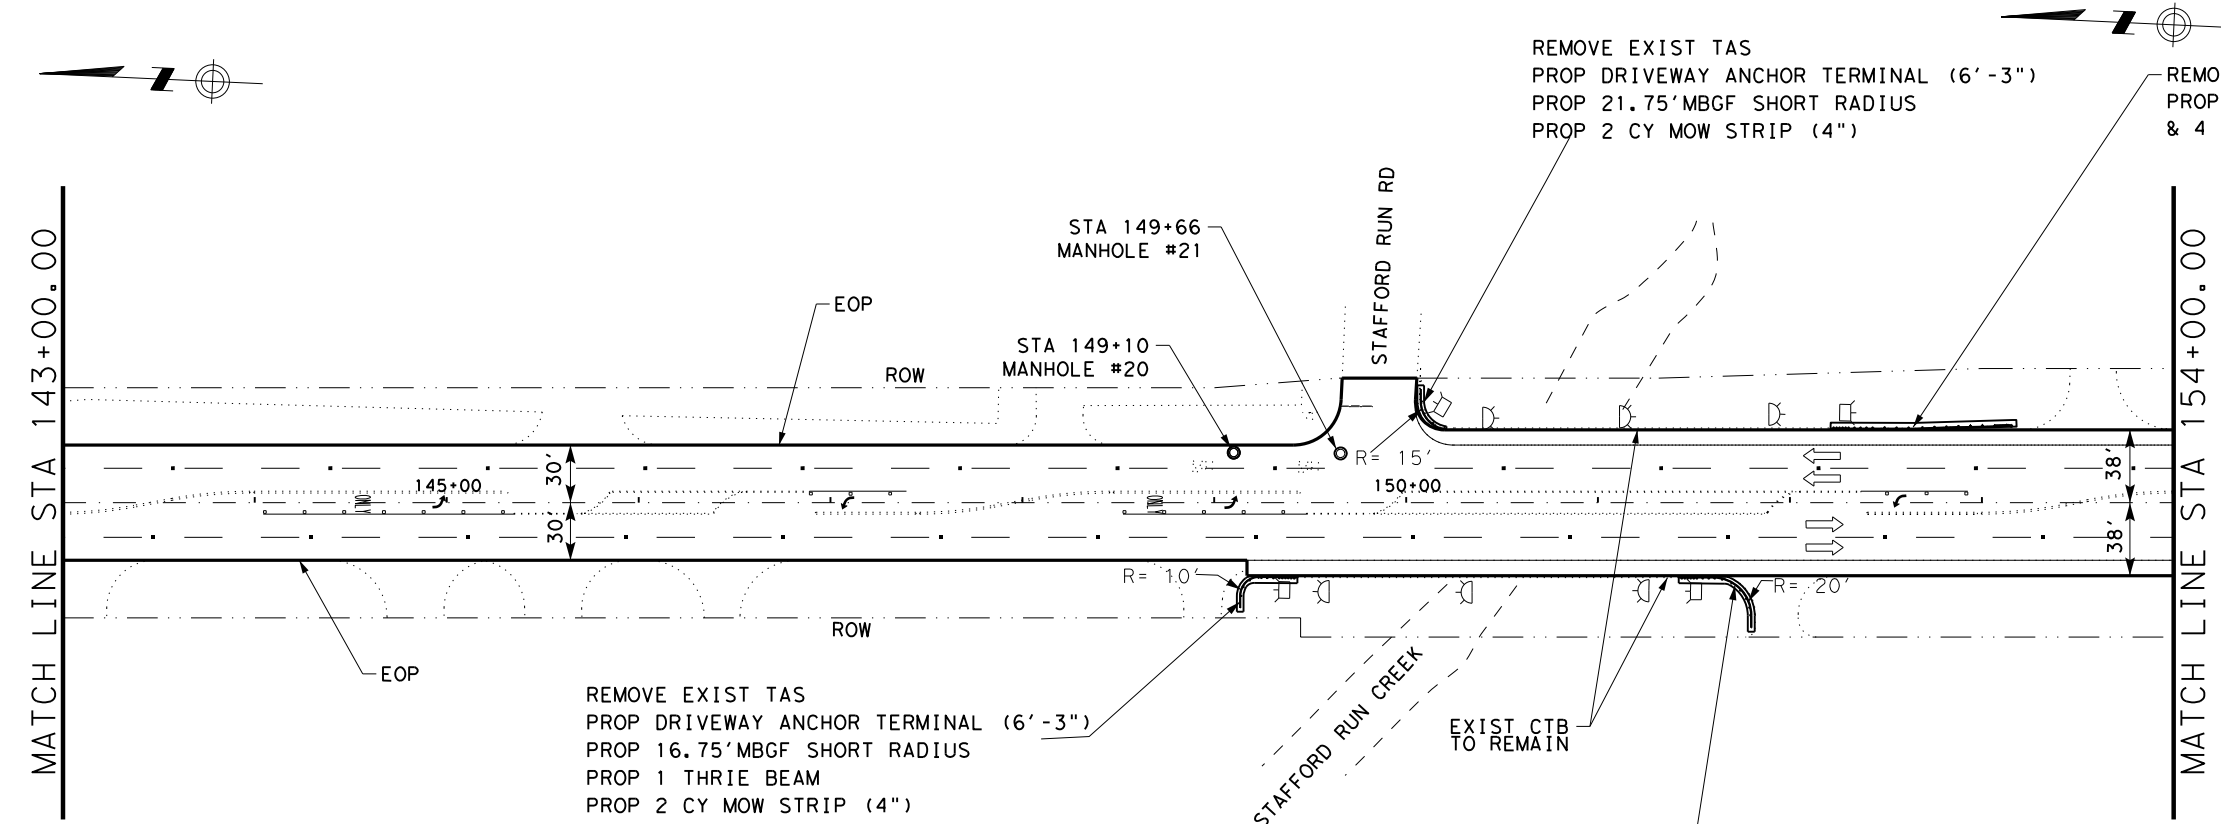 REMOVE EXIST TAS
PROP DRIVEWAY ANCHOR TERMINAL (6'-3")
PROP 21.75'MBGF SHORT RADIUS
PROP 2 CY MOW STRIP (4")
REMO
PROP
& 4
STA 149+66
MANHOLE #21
STAFFORD RUN RD
EOP
STA 149+10
MANHOLE #20
ROW
MATCH LINE STA 143+00.00
MATCH LINE STA 154+00.00
R= 15'
30'
145+00
150+00
38'
30'
38'
R= 10'
R= 20'
ROW
EOP
STAFFORD RUN CREEK
EXIST CTB
TO REMAIN
REMOVE EXIST TAS
PROP DRIVEWAY ANCHOR TERMINAL (6'-3")
PROP 16.75'MBGF SHORT RADIUS
PROP 1 THRIE BEAM
PROP 2 CY MOW STRIP (4")